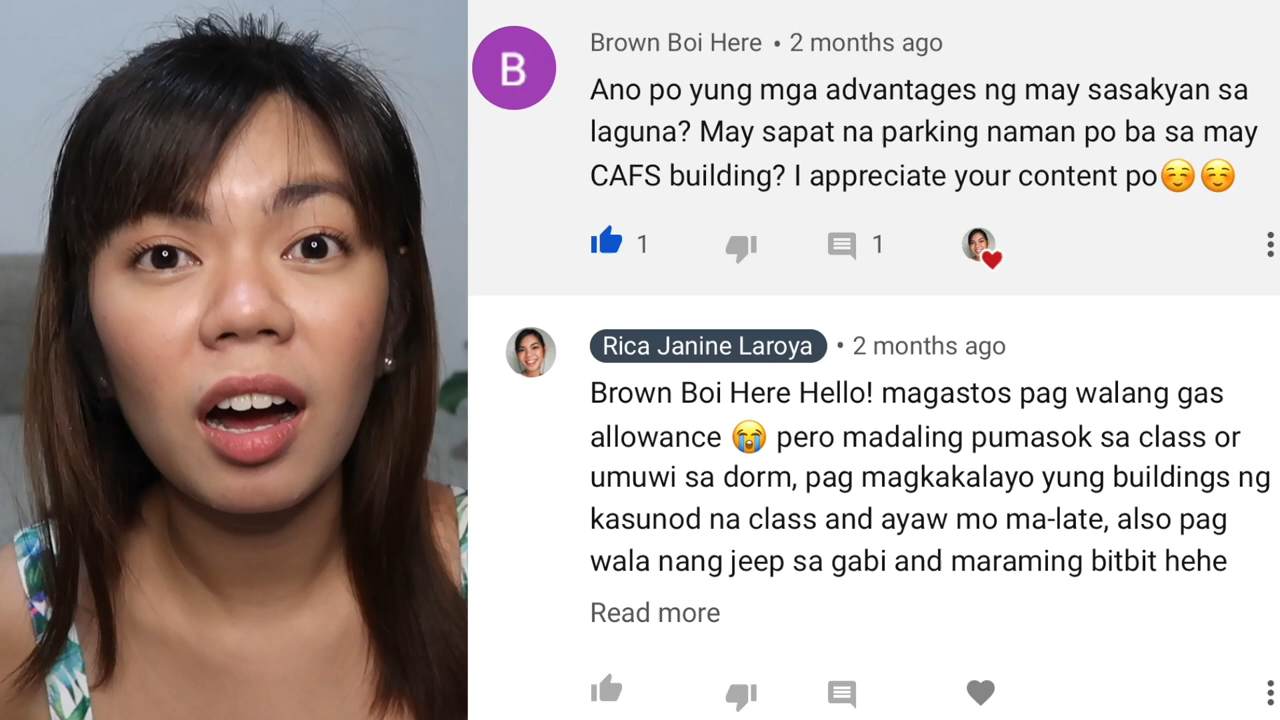 B
Brown Boi Here • 2 months ago
Ano po yung mga advantages ng may sasakyan sa
laguna? May sapat na parking naman po ba sa may
CAFS building? I appreciate your content po☺️☺️
1
1
Rica Janine Laroya • 2 months ago
Brown Boi Here Hello! magastos pag walang gas
allowance 😭 pero madaling pumasok sa class or
umuwi sa dorm, pag magkakalayo yung buildings ng
kasunod na class and ayaw mo ma-late, also pag
wala nang jeep sa gabi and maraming bitbit hehe
Read more